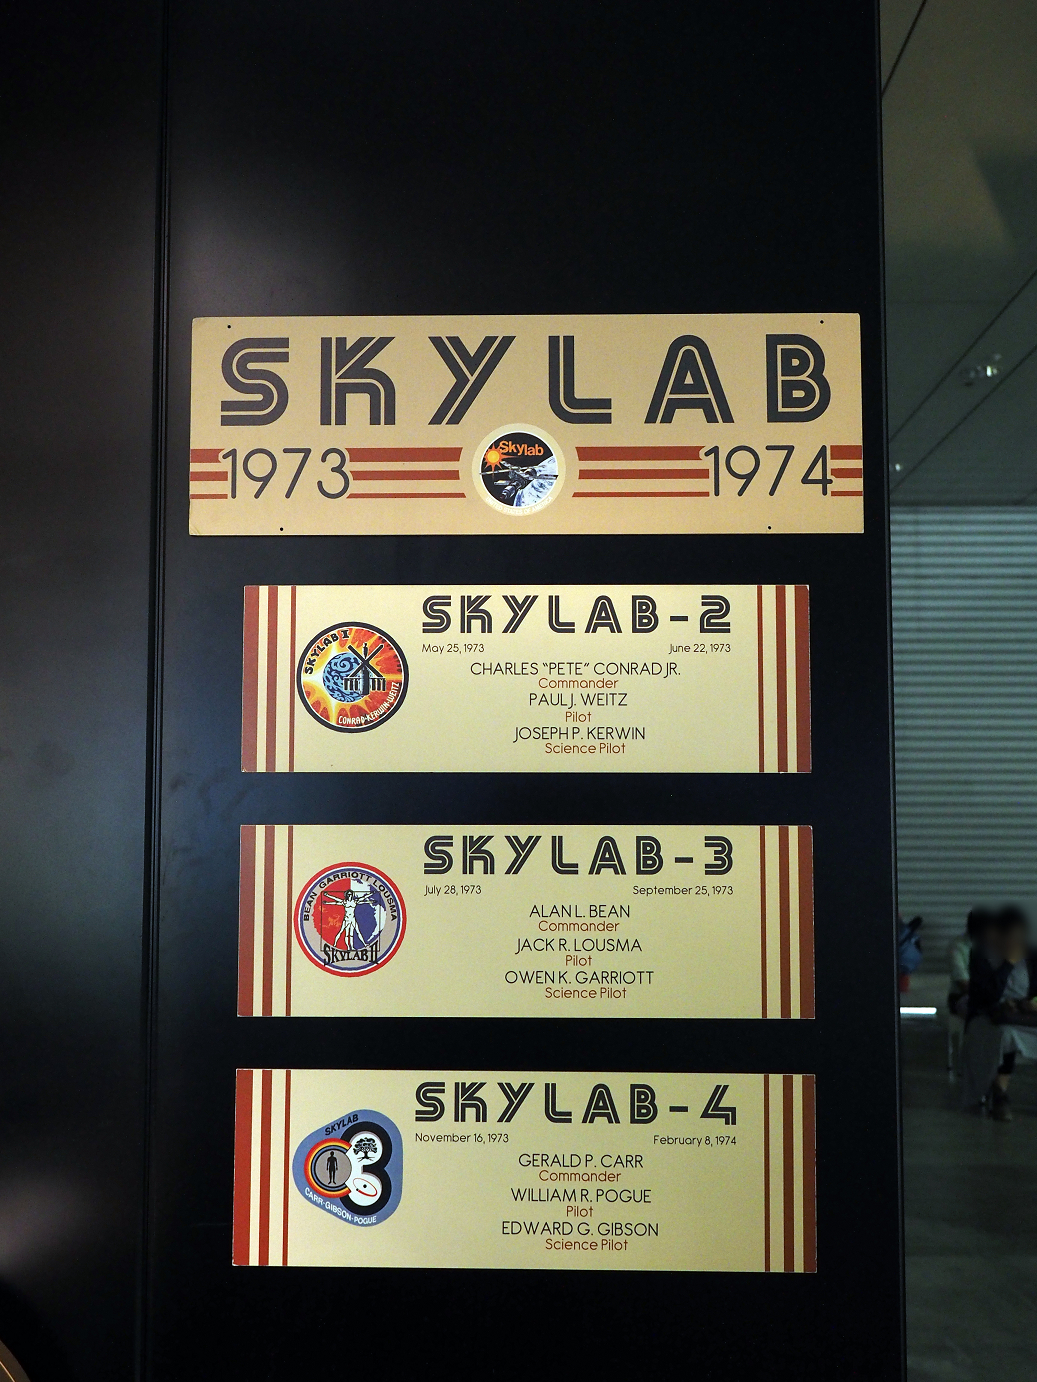 SKYLAB
1973 1974
Skylab
SKYLAB-2
May 25, 1973 June 22, 1973
CHARLES "PETE" CONRAD JR.
Commander
PAUL J. WEITZ
Pilot
JOSEPH P. KERWIN
Science Pilot
SKYLAB I
CONRAD-KERWIN-WEITZ
SKYLAB-3
July 28, 1973 September 25, 1973
ALAN L. BEAN
Commander
JACK R. LOUSMA
Pilot
OWEN K. GARRIOTT
Science Pilot
BEAN GARRIOTT LOUSMA
SKYLAB II
SKYLAB-4
November 16, 1973 February 8, 1974
GERALD P. CARR
Commander
WILLIAM R. POGUE
Pilot
EDWARD G. GIBSON
Science Pilot
SKYLAB
3
CARR-GIBSON-POGUE